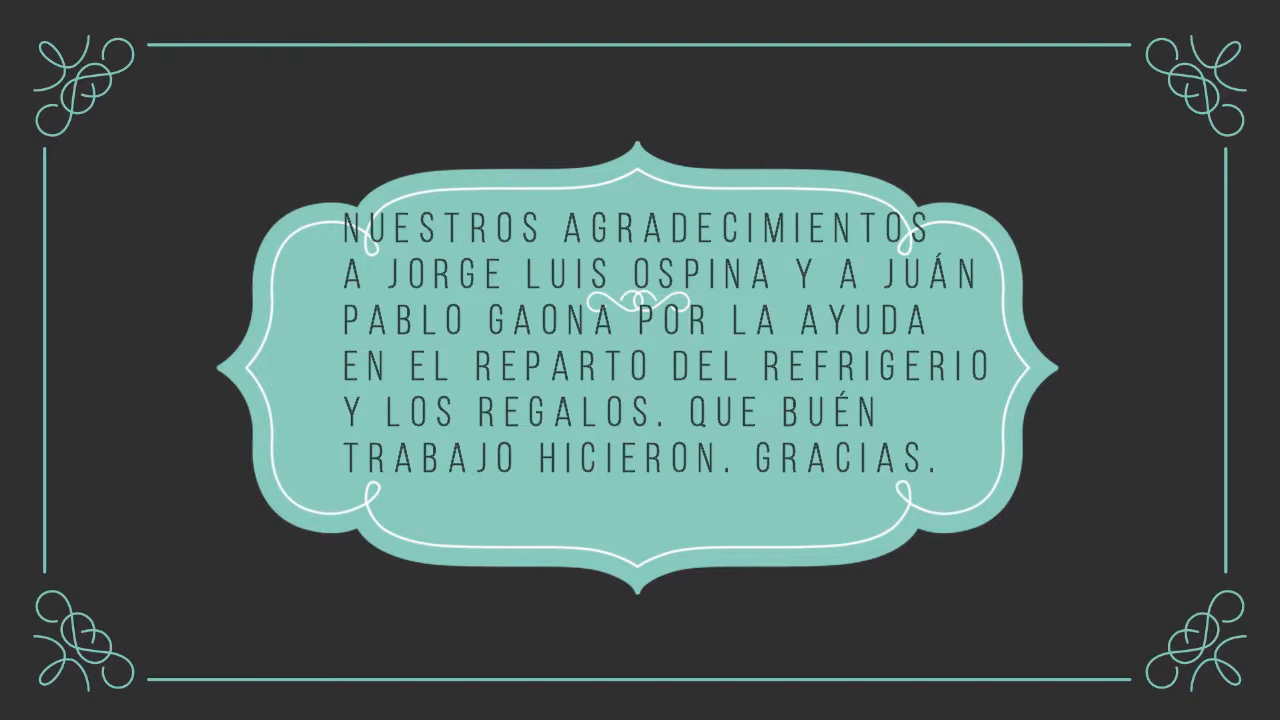 NUESTROS AGRADECIMIENTOS
A JORGE LUIS OSPINA Y A JUÁN
PABLO GAONA POR LA AYUDA
EN EL REPARTO DEL REFRIGERIO
Y LOS REGALOS. QUE BUÉN
TRABAJO HICIERON. GRACIAS.